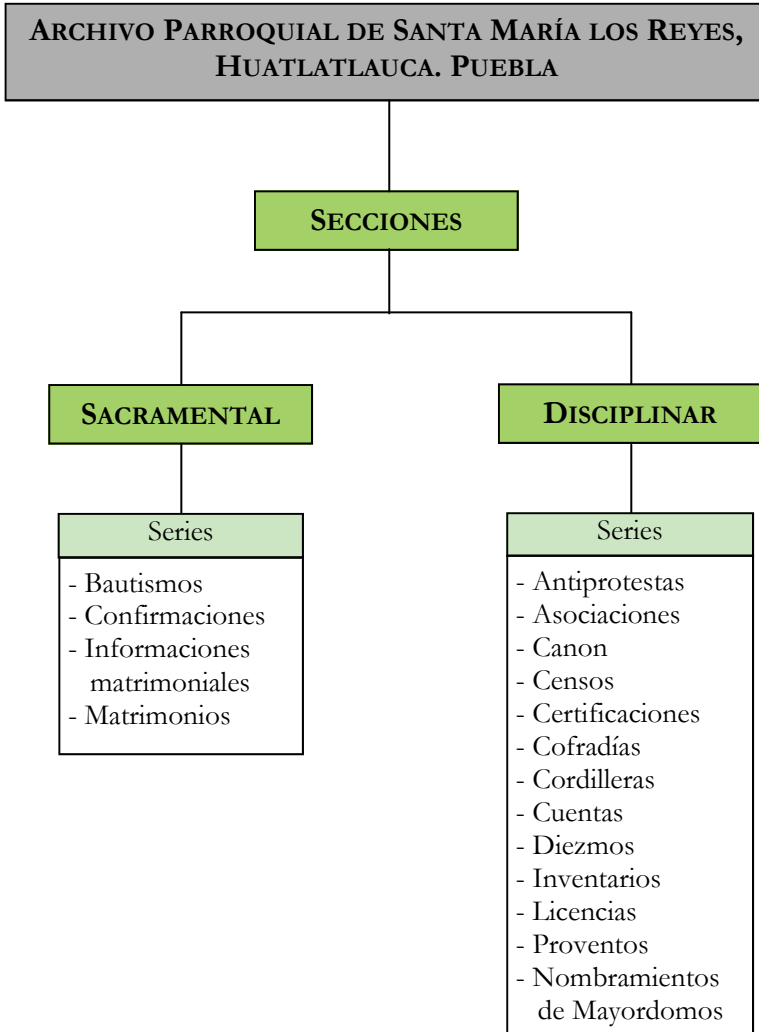 ARCHIVO PARROQUIAL DE SANTA MARÍA LOS REYES,
HUATLATLAUCA. PUEBLA
SECCIONES
SACRAMENTAL
Series
- Bautismos
- Confirmaciones
- Informaciones
matrimoniales
- Matrimonios
DISCIPLINAR
Series
- Antiprotestas
- Asociaciones
- Canon
- Censos
- Certificaciones
- Cofradías
- Cordilleras
- Cuentas
- Diezmos
- Inventarios
- Licencias
- Proventos
- Nombramientos
de Mayordomos